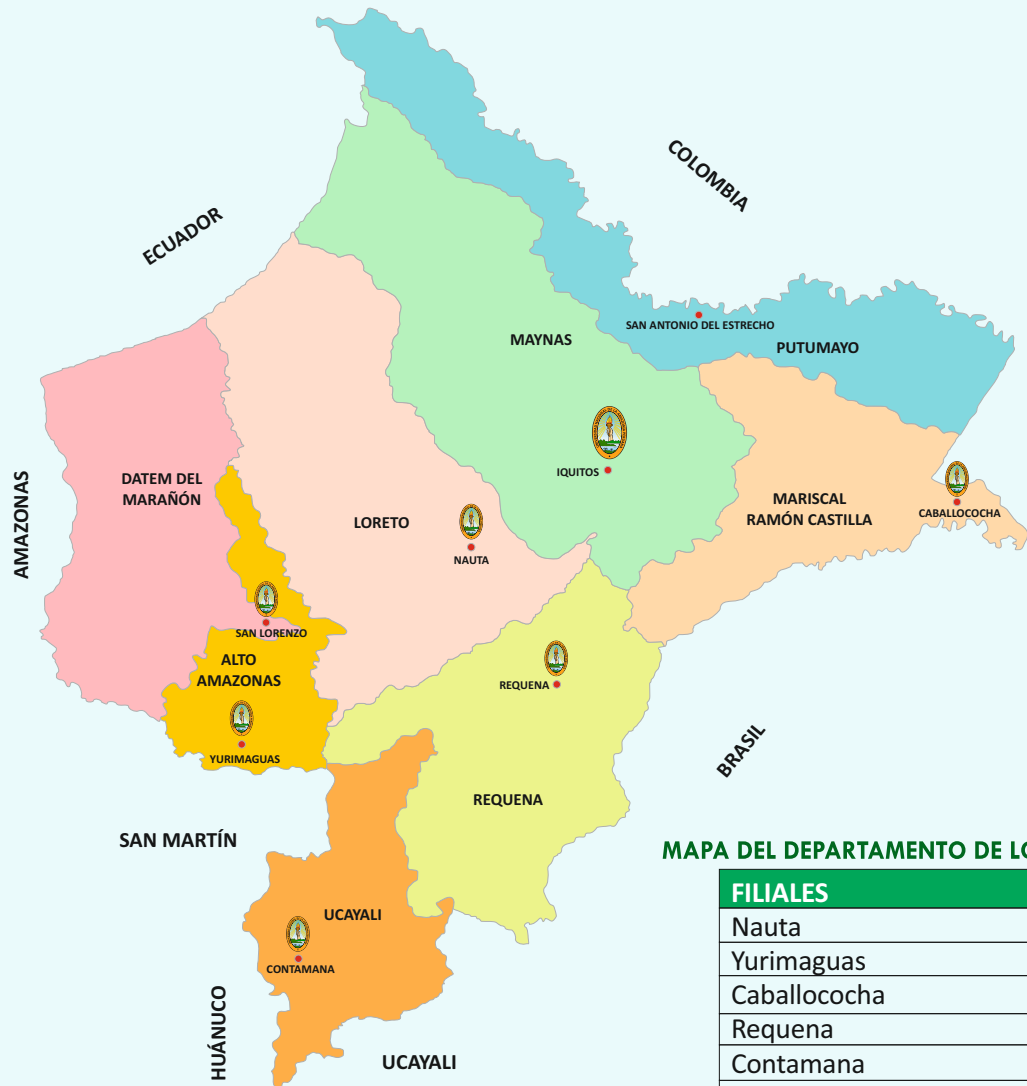 COLOMBIA
ECUADOR
MAYNAS
SAN ANTONIO DEL ESTRECHO
PUTUMAYO
AMAZONAS
DATEM DEL
MARAÑÓN
LORETO
IQUITOS
MARISCAL
RAMÓN CASTILLA
CABALLOCOCHA
NAUTA
SAN LORENZO
ALTO
AMAZONAS
REQUENA
YURIMAGUAS
BRASIL
REQUENA
SAN MARTÍN
UCAYALI
CONTAMANA
HUÁNUCO
UCAYALI
MAPA DEL DEPARTAMENTO DE LO
FILIALES
Nauta
Yurimaguas
Caballococha
Requena
Contamana